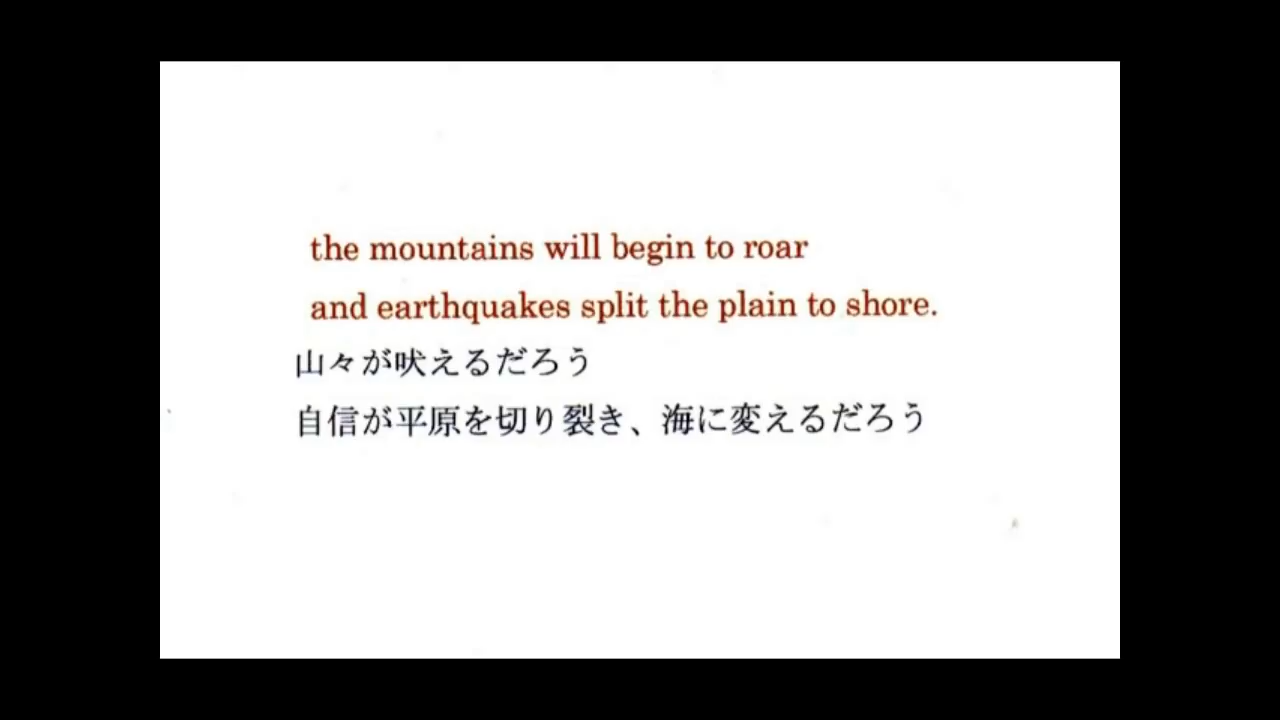 the mountains will begin to roar
and earthquakes split the plain to shore.
山々が吠えるだろう
自信が平原を切り裂き、海に変えるだろう